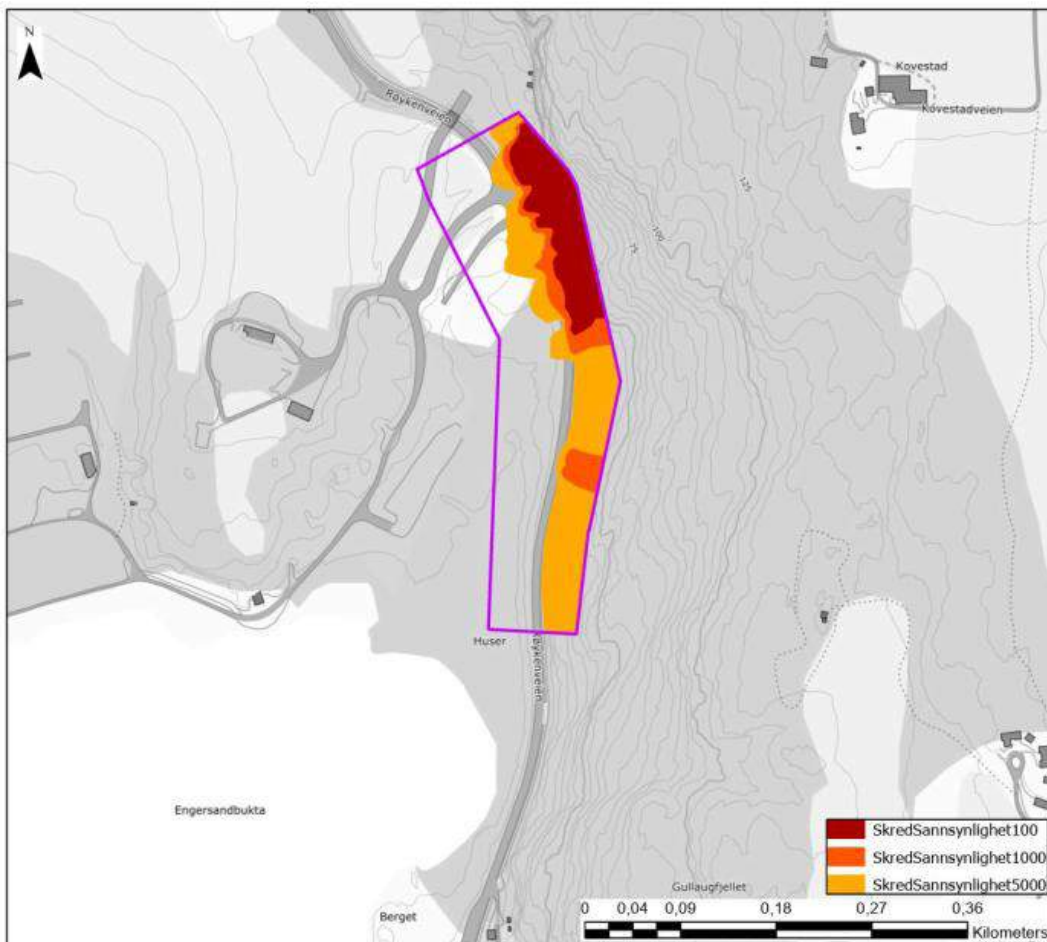 N
Kovestad
Kovestadveien
Røykenveien
125
100
75
Huser
Røykenveien
Engersandbukta
Gullaugfjellet
Berget
SkredSannsynlighet100
SkredSannsynlighet1000
SkredSannsynlighet5000
0 0,04 0,09 0,18 0,27 0,36
Kilometers